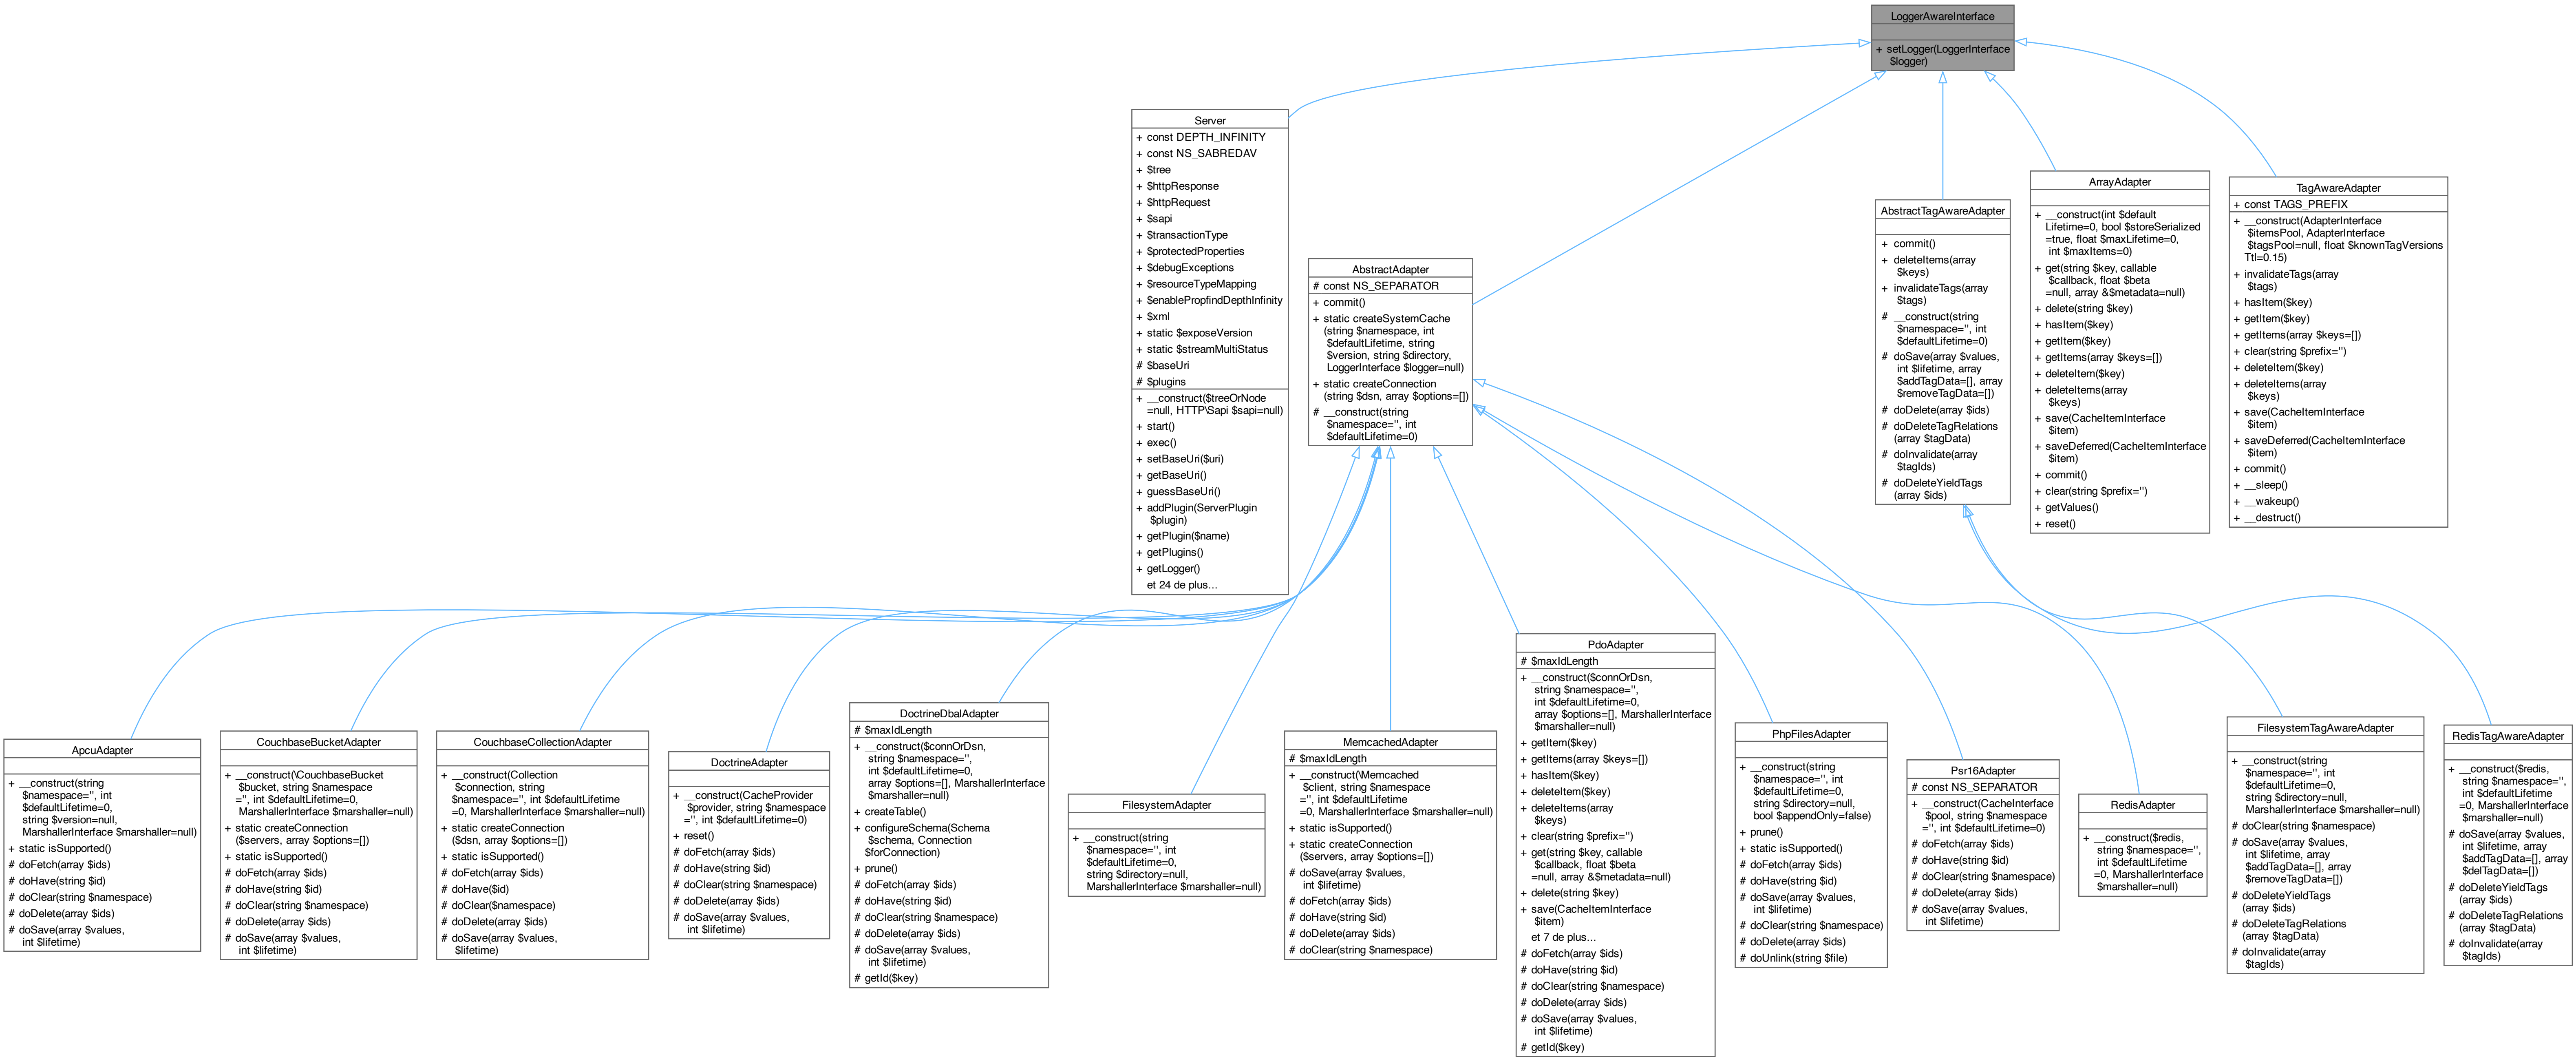 LoggerAwareInterface
+ setLogger(LoggerInterface
$logger)
Server
+ const DEPTH_INFINITY
+ const NS_SABREDAV
+ $tree
+ $httpResponse
+ $httpRequest
+ $sapi
+ $transactionType
+ $protectedProperties
+ $debugExceptions
+ $resourceTypeMapping
+ $enablePropfindDepthInfinity
+ $xml
+ static $exposeVersion
+ static $streamMultiStatus
# $baseUri
# $plugins
+ __construct($treeOrNode
=null, HTTP\Sapi $sapi=null)
+ start()
+ exec()
+ setBaseUri($uri)
+ getBaseUri()
+ guessBaseUri()
+ addPlugin(ServerPlugin
$plugin)
+ getPlugin($name)
+ getPlugins()
+ getLogger()
et 24 de plus...
AbstractAdapter
# const NS_SEPARATOR
+ commit()
+ static createSystemCache
(string $namespace, int
$defaultLifetime, string
$version, string $directory,
LoggerInterface $logger=null)
+ static createConnection
(string $dsn, array $options=[])
# __construct(string
$namespace='', int
$defaultLifetime=0)
AbstractTagAwareAdapter
+ commit()
+ deleteItems(array
$keys)
+ invalidateTags(array
$tags)
# __construct(string
$namespace='', int
$defaultLifetime=0)
# doSave(array $values,
int $lifetime, array
$addTagData=[], array
$removeTagData=[])
# doDelete(array $ids)
# doDeleteTagRelations
(array $tagData)
# doInvalidate(array
$tagIds)
# doDeleteYieldTags
(array $ids)
ArrayAdapter
+ __construct(int $default
Lifetime=0, bool $storeSerialized
=true, float $maxLifetime=0,
int $maxItems=0)
+ get(string $key, callable
$callback, float $beta
=null, array &$metadata=null)
+ delete(string $key)
+ hasItem($key)
+ getItem($key)
+ getItems(array $keys=[])
+ deleteItem($key)
+ deleteItems(array
$keys)
+ save(CacheItemInterface
$item)
+ saveDeferred(CacheItemInterface
$item)
+ commit()
+ clear(string $prefix='')
+ getValues()
+ reset()
TagAwareAdapter
+ const TAGS_PREFIX
+ __construct(AdapterInterface
$itemsPool, AdapterInterface
$tagsPool=null, float $knownTagVersions
Ttl=0.15)
+ invalidateTags(array
$tags)
+ hasItem($key)
+ getItem($key)
+ getItems(array $keys=[])
+ clear(string $prefix='')
+ deleteItem($key)
+ deleteItems(array
$keys)
+ save(CacheItemInterface
$item)
+ saveDeferred(CacheItemInterface
$item)
+ commit()
+ __sleep()
+ __wakeup()
+ __destruct()
ApcuAdapter
+ __construct(string
$namespace='', int
$defaultLifetime=0,
string $version=null,
MarshallerInterface $marshaller=null)
+ static isSupported()
# doFetch(array $ids)
# doHave(string $id)
# doClear(string $namespace)
# doDelete(array $ids)
# doSave(array $values,
int $lifetime)
CouchbaseBucketAdapter
+ __construct(\CouchbaseBucket
$bucket, string $namespace
='', int $defaultLifetime=0,
MarshallerInterface $marshaller=null)
+ static createConnection
($servers, array $options=[])
+ static isSupported()
# doFetch(array $ids)
# doHave(string $id)
# doClear(string $namespace)
# doDelete(array $ids)
# doSave(array $values,
int $lifetime)
CouchbaseCollectionAdapter
+ __construct(Collection
$connection, string
$namespace='', int $defaultLifetime
=0, MarshallerInterface $marshaller=null)
+ static createConnection
($dsn, array $options=[])
+ static isSupported()
# doFetch(array $ids)
# doHave($id)
# doClear($namespace)
# doDelete(array $ids)
# doSave(array $values,
$lifetime)
DoctrineAdapter
+ __construct(CacheProvider
$provider, string $namespace
='', int $defaultLifetime=0)
+ reset()
# doFetch(array $ids)
# doHave(string $id)
# doClear(string $namespace)
# doDelete(array $ids)
# doSave(array $values,
int $lifetime)
DoctrineDbalAdapter
# $maxIdLength
+ __construct($connOrDsn,
string $namespace='',
int $defaultLifetime=0,
array $options=[], MarshallerInterface
$marshaller=null)
+ createTable()
+ configureSchema(Schema
$schema, Connection
$forConnection)
+ prune()
# doFetch(array $ids)
# doHave(string $id)
# doClear(string $namespace)
# doDelete(array $ids)
# doSave(array $values,
int $lifetime)
# getId($key)
FilesystemAdapter
+ __construct(string
$namespace='', int
$defaultLifetime=0,
string $directory=null,
MarshallerInterface $marshaller=null)
MemcachedAdapter
# $maxIdLength
+ __construct(\Memcached
$client, string $namespace
='', int $defaultLifetime
=0, MarshallerInterface $marshaller=null)
+ static isSupported()
+ static createConnection
($servers, array $options=[])
# doSave(array $values,
int $lifetime)
# doFetch(array $ids)
# doHave(string $id)
# doDelete(array $ids)
# doClear(string $namespace)
PdoAdapter
# $maxIdLength
+ __construct($connOrDsn,
string $namespace='',
int $defaultLifetime=0,
array $options=[], MarshallerInterface
$marshaller=null)
+ getItem($key)
+ getItems(array $keys=[])
+ hasItem($key)
+ deleteItem($key)
+ deleteItems(array
$keys)
+ clear(string $prefix='')
+ get(string $key, callable
$callback, float $beta
=null, array &$metadata=null)
+ delete(string $key)
+ save(CacheItemInterface
$item)
et 7 de plus...
# doFetch(array $ids)
# doHave(string $id)
# doClear(string $namespace)
# doDelete(array $ids)
# doSave(array $values,
int $lifetime)
# getId($key)
PhpFilesAdapter
+ __construct(string
$namespace='', int
$defaultLifetime=0,
string $directory=null,
bool $appendOnly=false)
+ prune()
+ static isSupported()
# doFetch(array $ids)
# doHave(string $id)
# doSave(array $values,
int $lifetime)
# doClear(string $namespace)
# doDelete(array $ids)
# doUnlink(string $file)
Psr16Adapter
# const NS_SEPARATOR
+ __construct(CacheInterface
$pool, string $namespace
='', int $defaultLifetime=0)
# doFetch(array $ids)
# doHave(string $id)
# doClear(string $namespace)
# doDelete(array $ids)
# doSave(array $values,
int $lifetime)
RedisAdapter
+ __construct($redis,
string $namespace='',
int $defaultLifetime
=0, MarshallerInterface
$marshaller=null)
FilesystemTagAwareAdapter
+ __construct(string
$namespace='', int
$defaultLifetime=0,
string $directory=null,
MarshallerInterface $marshaller=null)
# doClear(string $namespace)
# doSave(array $values,
int $lifetime, array
$addTagData=[], array
$removeTagData=[])
# doDeleteYieldTags
(array $ids)
# doDeleteTagRelations
(array $tagData)
# doInvalidate(array
$tagIds)
RedisTagAwareAdapter
+ __construct($redis,
string $namespace='',
int $defaultLifetime
=0, MarshallerInterface
$marshaller=null)
# doSave(array $values,
int $lifetime, array
$addTagData=[], array
$delTagData=[])
# doDeleteYieldTags
(array $ids)
# doDeleteTagRelations
(array $tagData)
# doInvalidate(array
$tagIds)